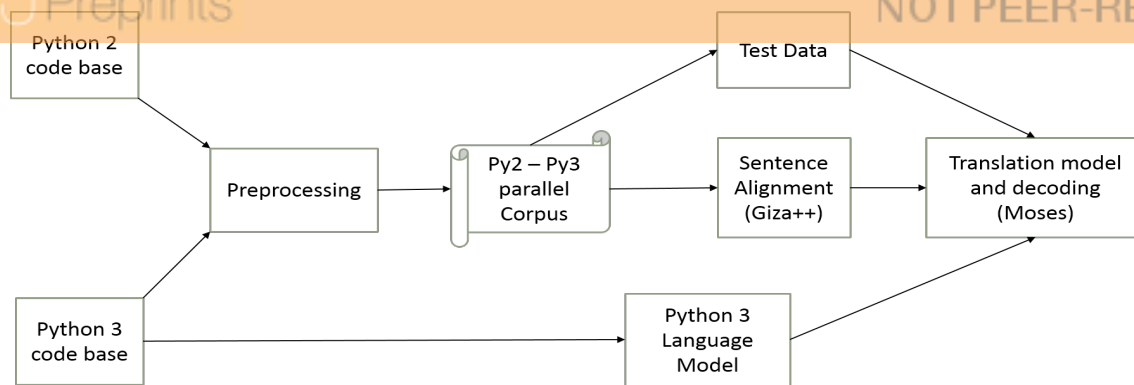 Preprints
NOT PEER-RE
Python 2
code base
Test Data
Preprocessing
Py2 – Py3
parallel
Corpus
Sentence
Alignment
(Giza++)
Translation model
and decoding
(Moses)
Python 3
code base
Python 3
Language
Model